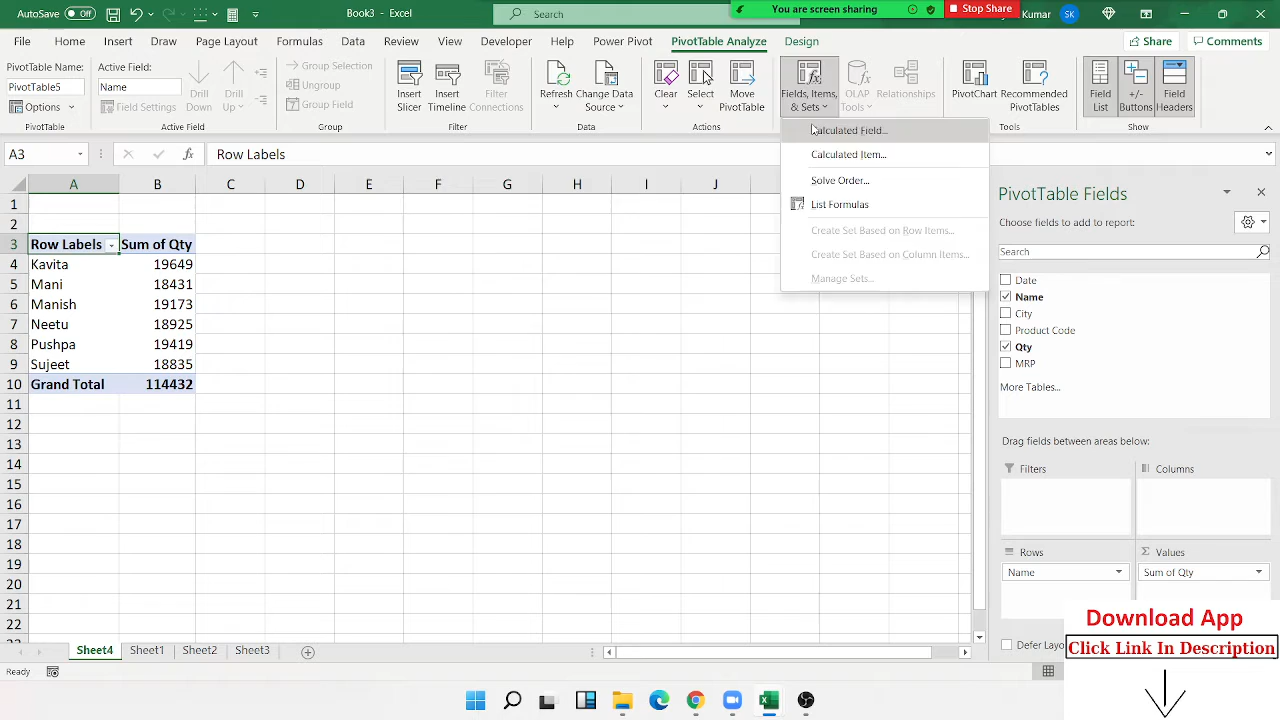 AutoSave Off Book3 - Excel Search You are screen sharing Stop Share Kumar SK
File Home Insert Draw Page Layout Formulas Data Review View Developer Help Power Pivot PivotTable Analyze Design Share Comments
PivotTable Name:
PivotTable5
Options
PivotTable
Active Field:
Name
Field Settings
Drill Down
Drill Up
Active Field
Group Selection
Ungroup
Group Field
Group
Insert Slicer
Insert Timeline
Filter Connections
Filter
Refresh
Change Data Source
Data
Clear
Select
Move PivotTable
Actions
Fields, Items, & Sets
OLAP Tools
Relationships
PivotChart
Recommended PivotTables
Tools
Field List
+/- Buttons
Field Headers
Show
Calculated Field...
Calculated Item...
Solve Order...
List Formulas
Create Set Based on Row Items...
Create Set Based on Column Items...
Manage Sets...
A3 fx Row Labels
A B C D E F G H I J
1
2
3 Row Labels Sum of Qty
4 Kavita 19649
5 Mani 18431
6 Manish 19173
7 Neetu 18925
8 Pushpa 19419
9 Sujeet 18835
10 Grand Total 114432
11
12
13
14
15
16
17
18
19
20
21
22
PivotTable Fields
Choose fields to add to report:
Search
Date
Name
City
Product Code
Qty
MRP
More Tables...
Drag fields between areas below:
Filters
Columns
Rows
Name
Values
Sum of Qty
Defer Layo
Sheet4 Sheet1 Sheet2 Sheet3
Ready
Download App
Click Link In Description